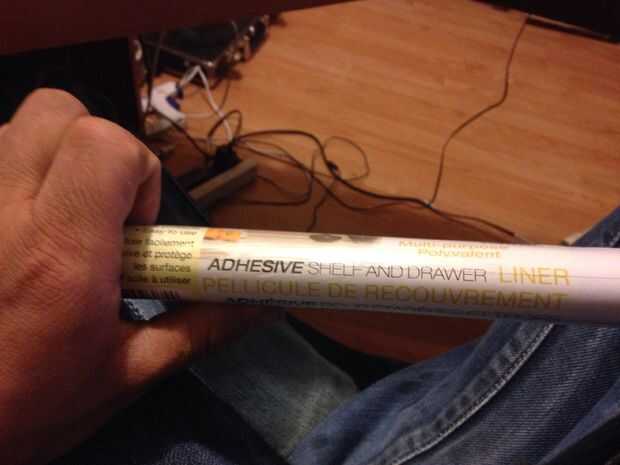 Easy to use
facilement
et protège
les surfaces
à utiliser
Multi-purpose
Polyvalent
ADHESIVE SHELF AND DRAWER LINER
PELLICULE DE RECOUVREMENT
ADHÉSIVE